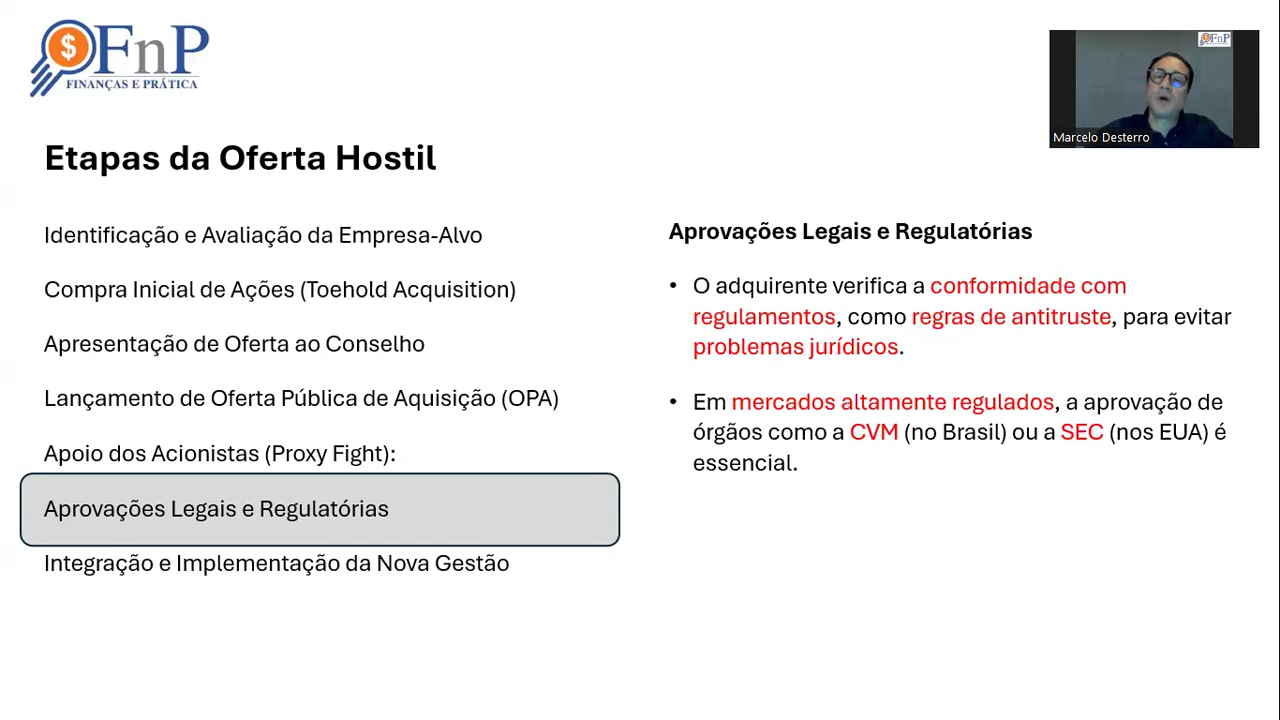 FnP
FINANÇAS E PRÁTICA
FnP
Marcelo Desterro
Etapas da Oferta Hostil
Identificação e Avaliação da Empresa-Alvo
Compra Inicial de Ações (Toehold Acquisition)
Apresentação de Oferta ao Conselho
Lançamento de Oferta Pública de Aquisição (OPA)
Apoio dos Acionistas (Proxy Fight):
Aprovações Legais e Regulatórias
Integração e Implementação da Nova Gestão
Aprovações Legais e Regulatórias
• O adquirente verifica a conformidade com
regulamentos, como regras de antitruste, para evitar
problemas jurídicos.
• Em mercados altamente regulados, a aprovação de
órgãos como a CVM (no Brasil) ou a SEC (nos EUA) é
essencial.